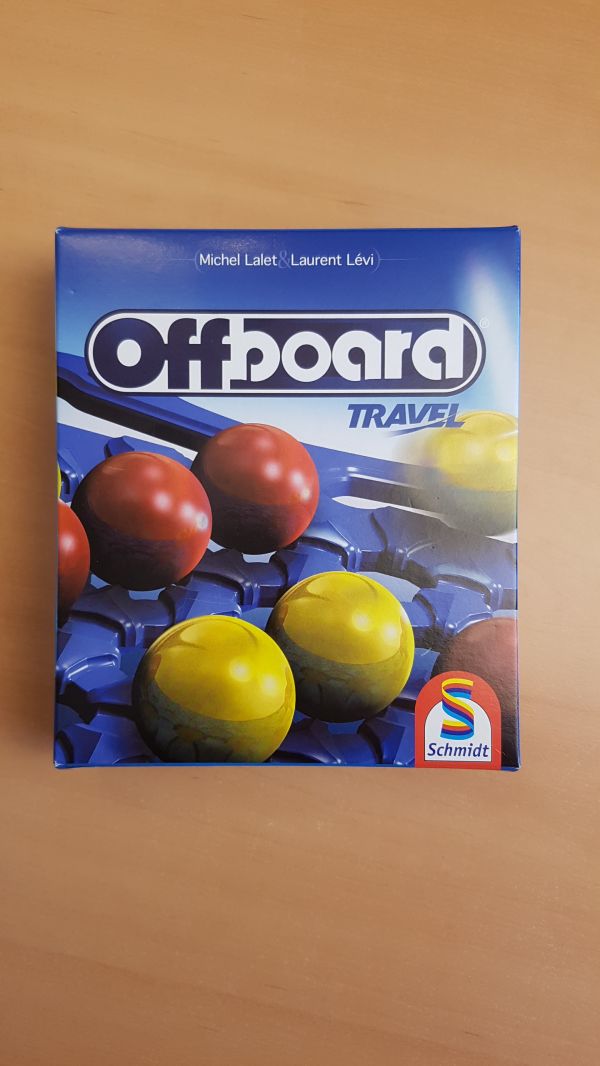 Michel Lalet & Laurent Lévi
Offboard®
TRAVEL
Schmidt